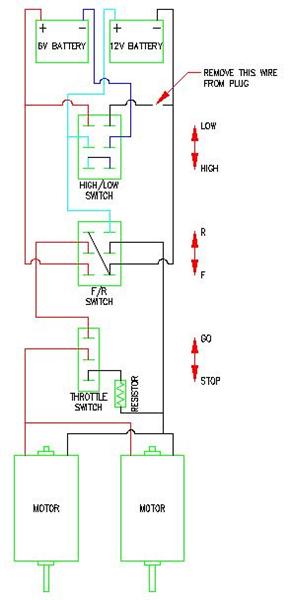 + - + -
6V BATTERY 12V BATTERY
REMOVE THIS WIRE
FROM PLUG
LOW
HIGH
HIGH/LOW
SWITCH
R
F
F/R
SWITCH
GO
STOP
THROTTLE
SWITCH
RESISTOR
MOTOR MOTOR